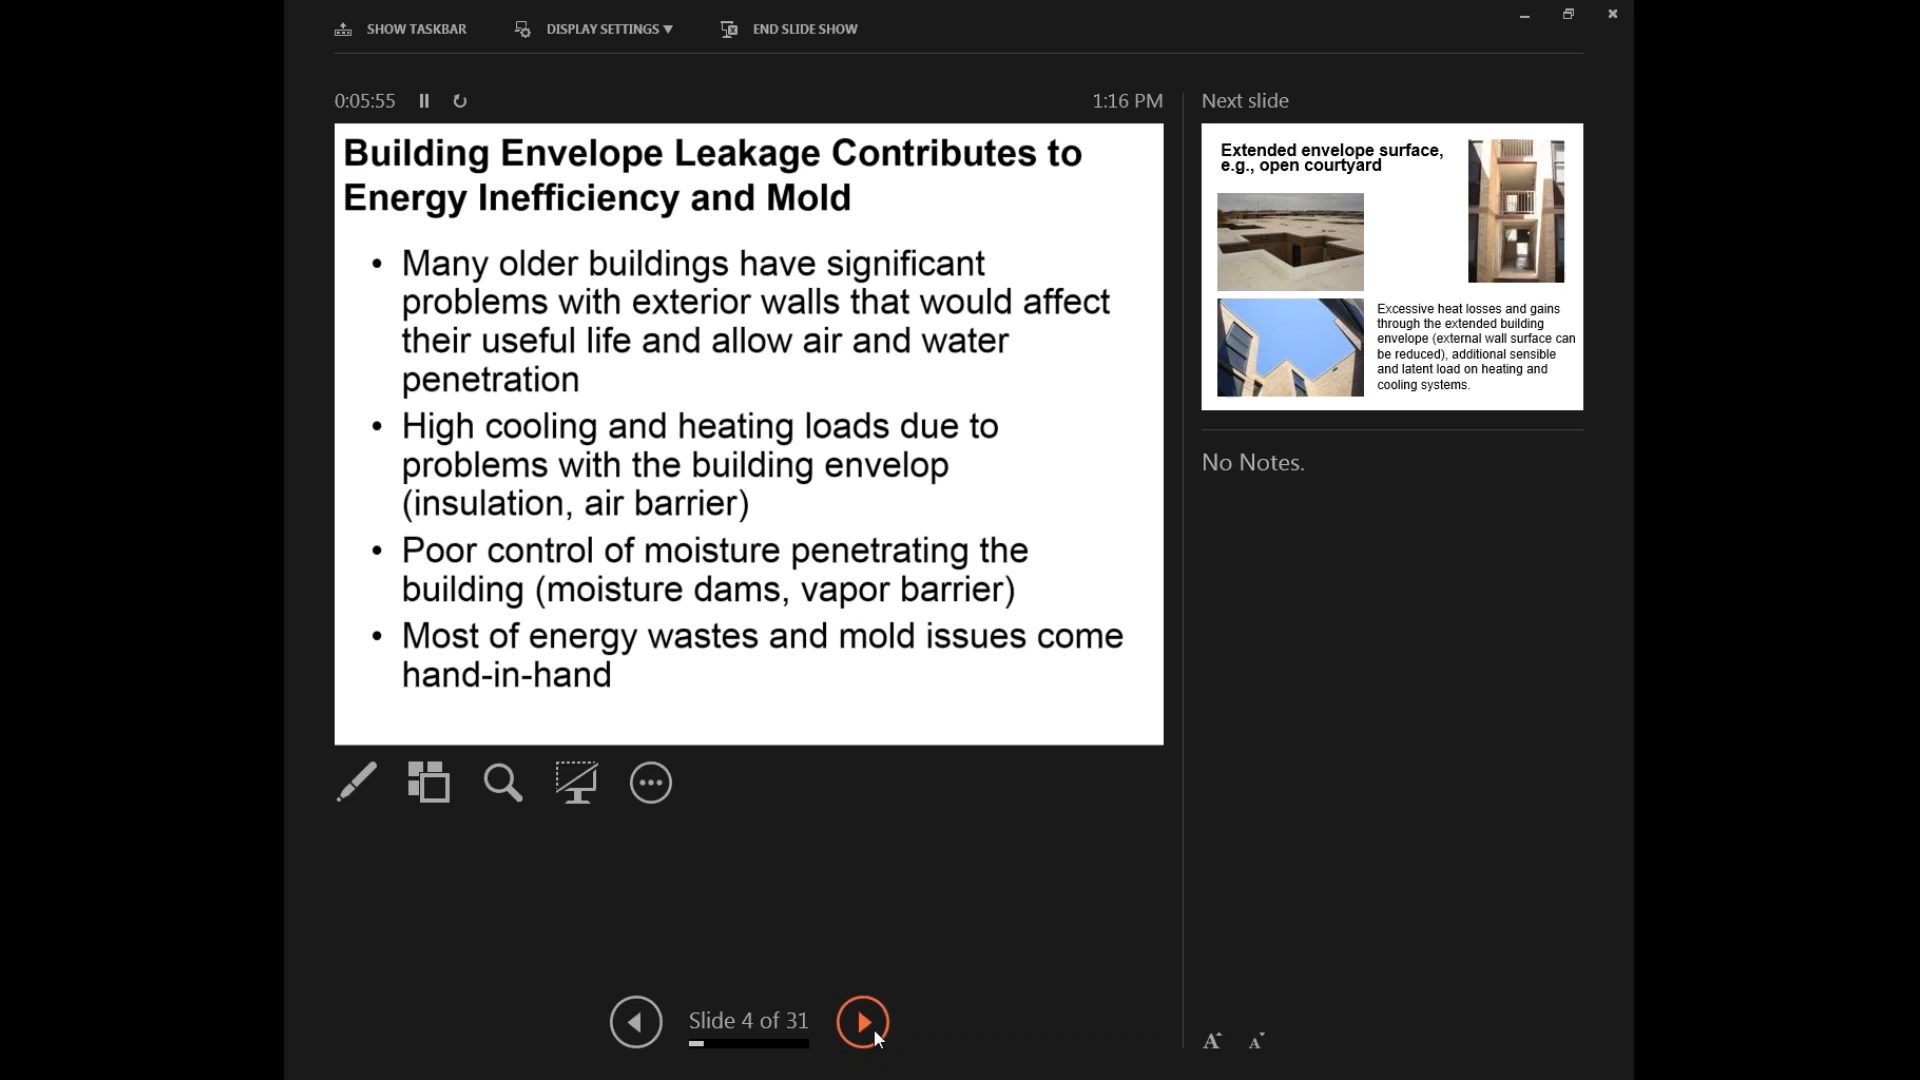 SHOW TASKBAR
DISPLAY SETTINGS ▼
END SLIDE SHOW
0:05:55
1:16 PM
Building Envelope Leakage Contributes to
Energy Inefficiency and Mold
• Many older buildings have significant
problems with exterior walls that would affect
their useful life and allow air and water
penetration
• High cooling and heating loads due to
problems with the building envelop
(insulation, air barrier)
• Poor control of moisture penetrating the
building (moisture dams, vapor barrier)
• Most of energy wastes and mold issues come
hand-in-hand
Slide 4 of 31
Next slide
Extended envelope surface,
e.g., open courtyard
Excessive heat losses and gains
through the extended building
envelope (external wall surface can
be reduced), additional sensible
and latent load on heating and
cooling systems.
No Notes.
A A